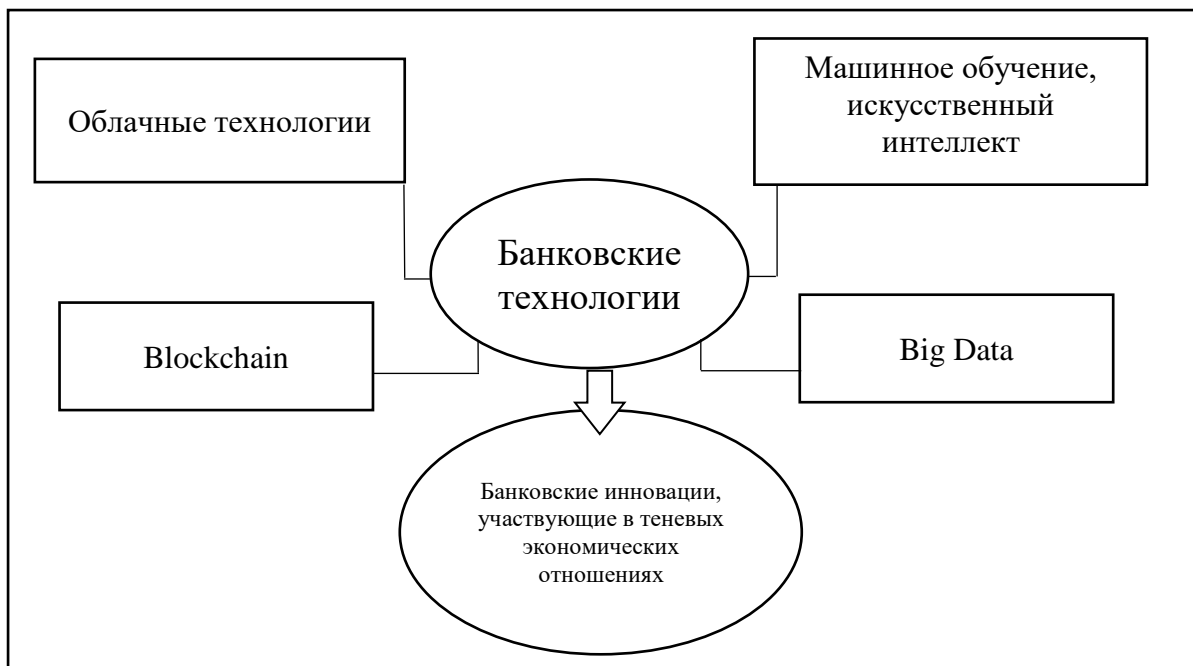 Облачные технологии
Машинное обучение,
искусственный
интеллект
Банковские
технологии
Blockchain
Big Data
Банковские инновации,
участвующие в теневых
экономических
отношениях